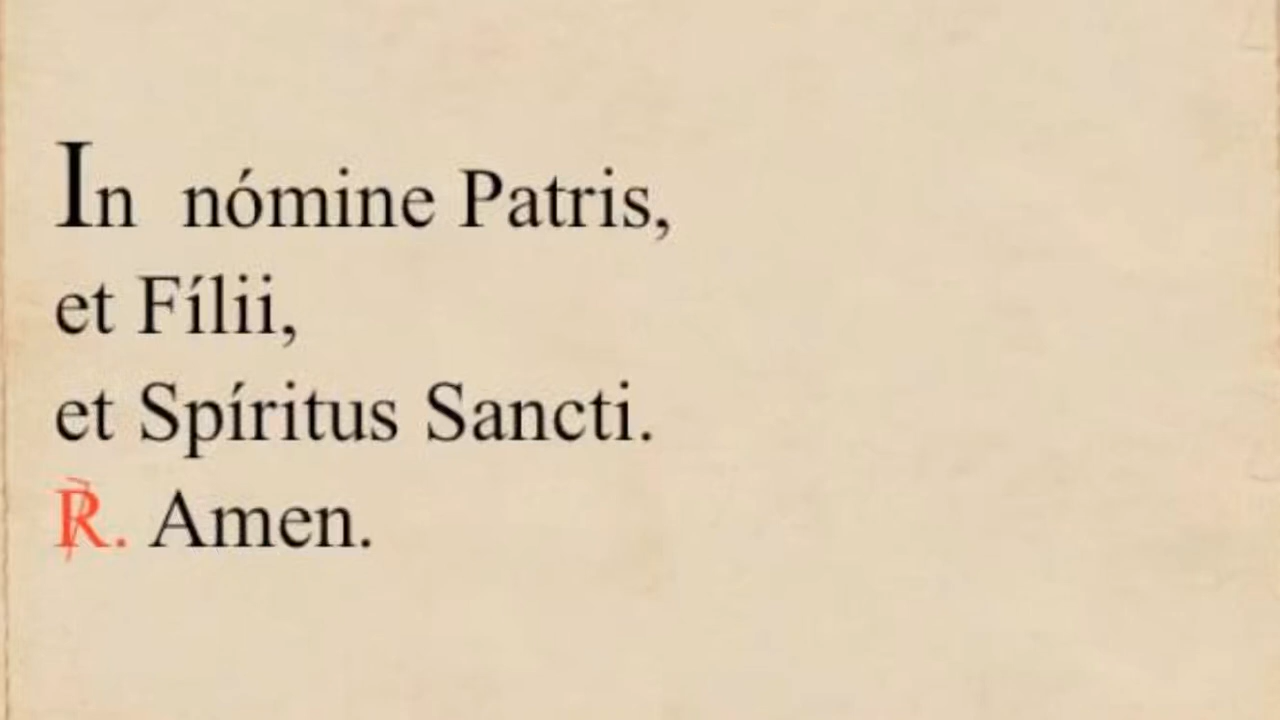 In nómine Patris,
et Fílii,
et Spíritus Sancti.
℟. Amen.